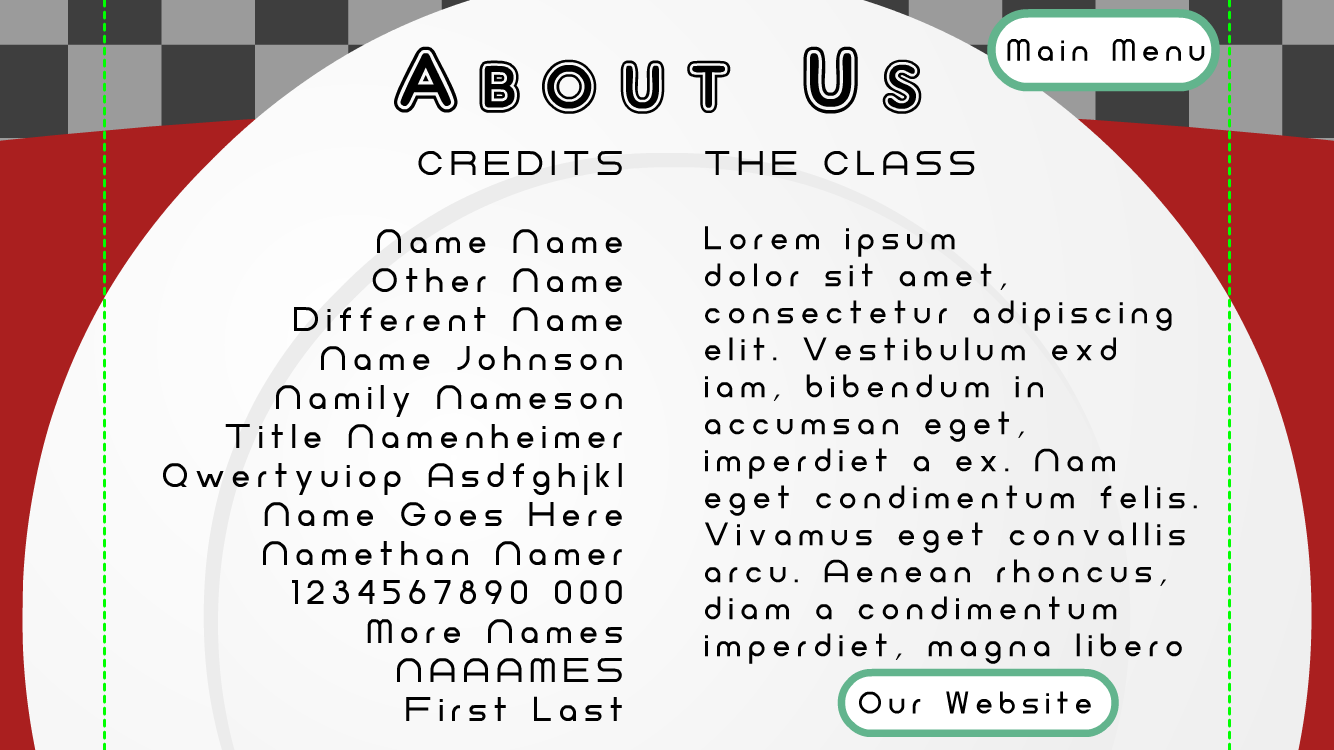 About Us
Main Menu
CREDITS
Name Name
Other Name
Different Name
Name Johnson
Namily Nameson
Title Namenheimer
Qwertyuiop Asdfghjkl
Name Goes Here
Namethan Namer
1234567890 000
More Names
NAAAMES
First Last
THE CLASS
Lorem ipsum
dolor sit amet,
consectetur adipiscing
elit. Vestibulum exd
iam, bibendum in
accumsan eget,
imperdiet a ex. Nam
eget condimentum felis.
Vivamus eget convallis
arcu. Aenean rhoncus,
diam a condimentum
imperdiet, magna libero
Our Website